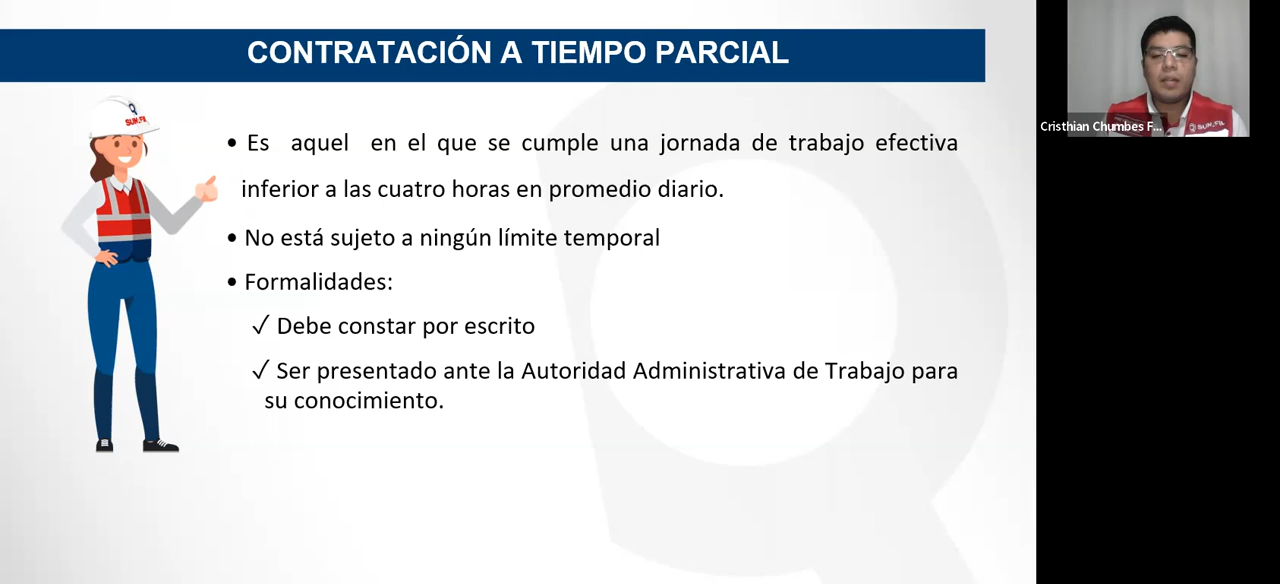 CONTRATACIÓN A TIEMPO PARCIAL
• Es aquel en el que se cumple una jornada de trabajo efectiva
inferior a las cuatro horas en promedio diario.
• No está sujeto a ningún límite temporal
• Formalidades:
✓ Debe constar por escrito
✓ Ser presentado ante la Autoridad Administrativa de Trabajo para
su conocimiento.
Cristhian Chumbes F...
SUNAFIL